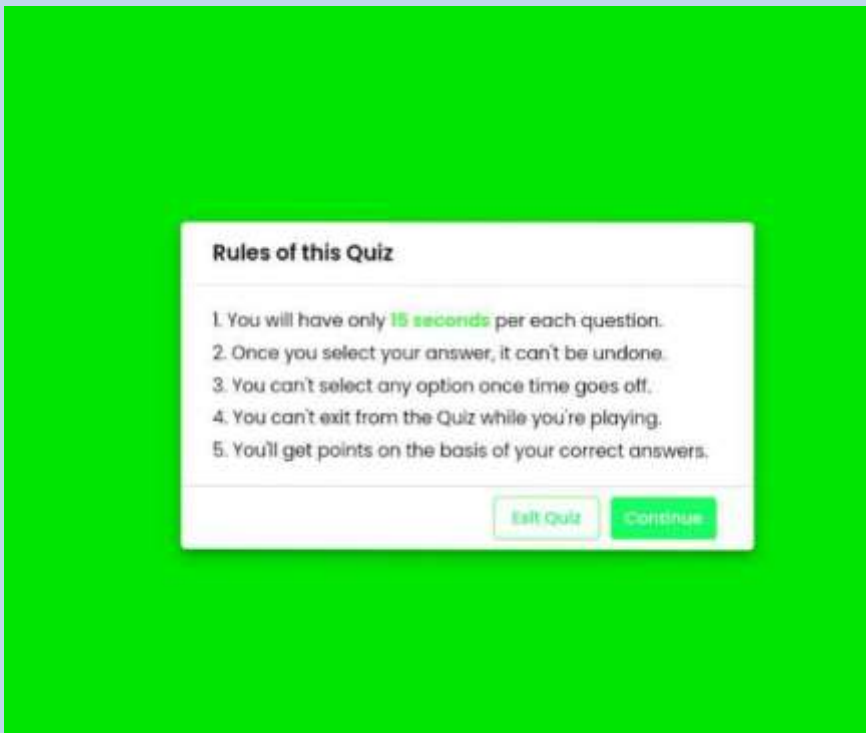 Rules of this Quiz
1. You will have only 15 seconds per each question.
2. Once you select your answer, it can't be undone.
3. You can't select any option once time goes off.
4. You can't exit from the Quiz while you're playing.
5. You'll get points on the basis of your correct answers.
Exit Quiz
Continue